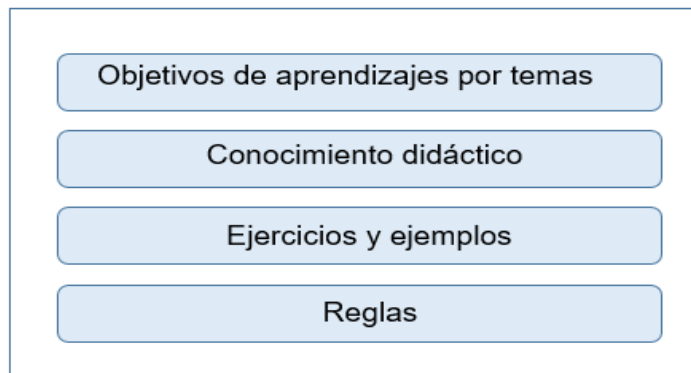 Objetivos de aprendizajes por temas
Conocimiento didáctico
Ejercicios y ejemplos
Reglas